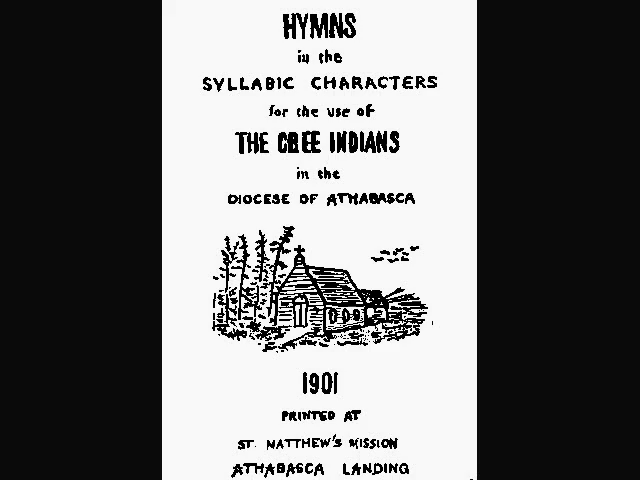 HYMNS
in the
SYLLABIC CHARACTERS
for the use of
THE CREE INDIANS
in the
DIOCESE OF ATHABASCA
1901
PRINTED AT
ST. MATTHEW'S MISSION
ATHABASCA LANDING